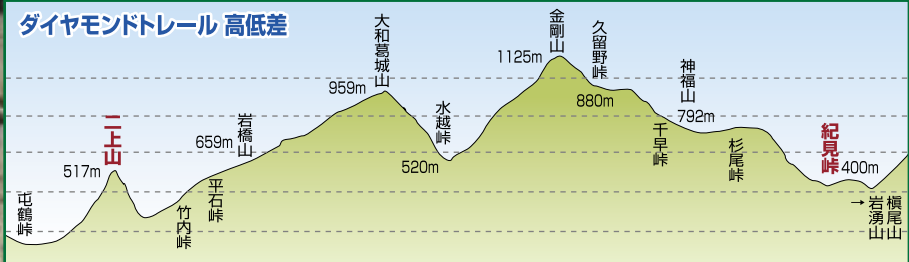 ダイヤモンドトレール 高低差
屯鶴峠
517m
二上山
竹内峠
平石峠
659m
岩橋山
959m
大和葛城山
520m
水越峠
1125m
金剛山
久留野峠
880m
千早峠
神福山
792m
杉尾峠
紀見峠
400m
→
岩湧山
槇尾山